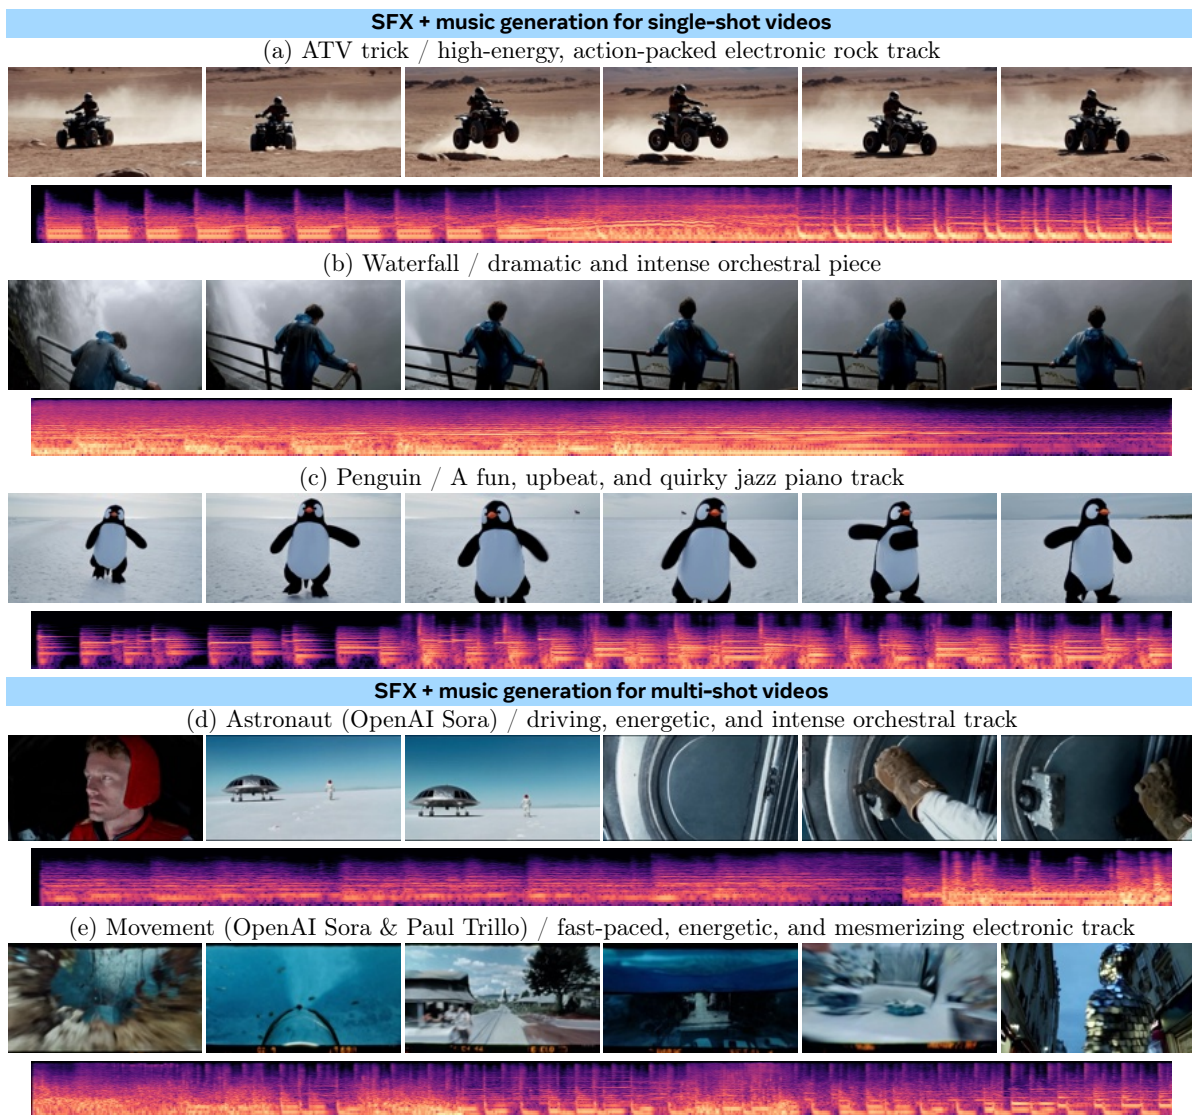 SFX + music generation for single-shot videos
(a) ATV trick / high-energy, action-packed electronic rock track
(b) Waterfall / dramatic and intense orchestral piece
(c) Penguin / A fun, upbeat, and quirky jazz piano track
SFX + music generation for multi-shot videos
(d) Astronaut (OpenAI Sora) / driving, energetic, and intense orchestral track
(e) Movement (OpenAI Sora & Paul Trillo) / fast-paced, energetic, and mesmerizing electronic track